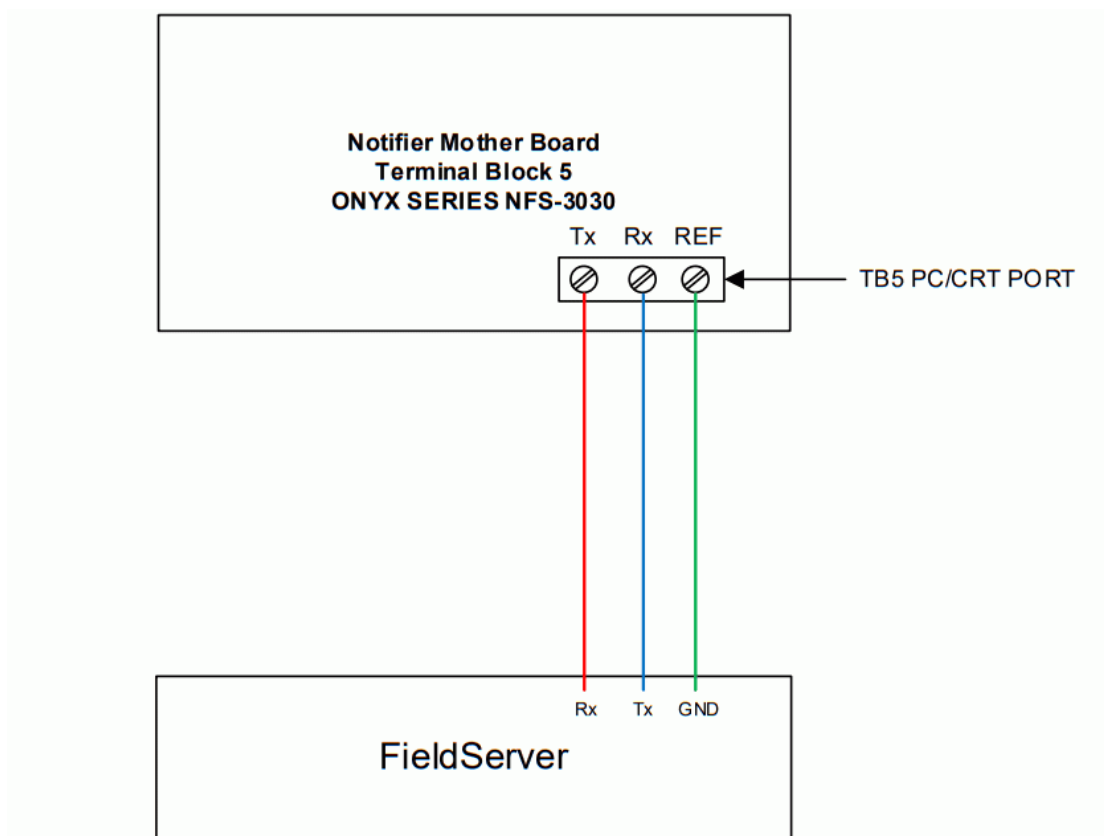 Notifier Mother Board
Terminal Block 5
ONYX SERIES NFS-3030
Tx Rx REF
TB5 PC/CRT PORT
Rx Tx GND
FieldServer